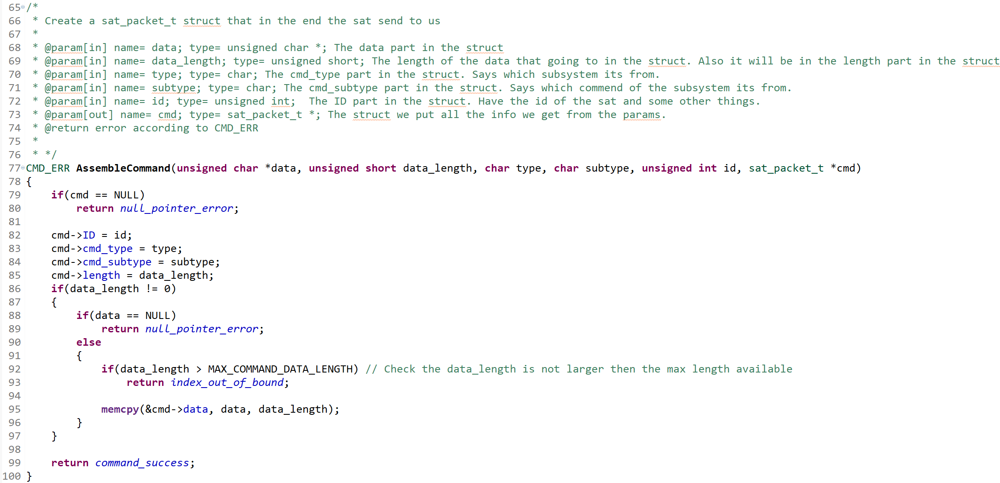 65 /*
66  * Create a sat_packet_t struct that in the end the sat send to us
67  *
68  * @param[in] name= data; type= unsigned char *; The data part in the struct
69  * @param[in] name= data_length; type= unsigned short; The length of the data that going to in the struct. Also it will be in the length part in the struct
70  * @param[in] name= type; type= char; The cmd_type part in the struct. Says which subsystem its from.
71  * @param[in] name= subtype; type= char; The cmd_subtype part in the struct. Says which commend of the subsystem its from.
72  * @param[in] name= id; type= unsigned int;  The ID part in the struct. Have the id of the sat and some other things.
73  * @param[out] name= cmd; type= sat_packet_t *; The struct we put all the info we get from the params.
74  * @return error according to CMD_ERR
75  *
76  * */
77 CMD_ERR AssembleCommand(unsigned char *data, unsigned short data_length, char type, char subtype, unsigned int id, sat_packet_t *cmd)
78 {
79     if(cmd == NULL)
80         return null_pointer_error;
81
82     cmd->ID = id;
83     cmd->cmd_type = type;
84     cmd->cmd_subtype = subtype;
85     cmd->length = data_length;
86     if(data_length != 0)
87     {
88         if(data == NULL)
89             return null_pointer_error;
90         else
91         {
92             if(data_length > MAX_COMMAND_DATA_LENGTH) // Check the data_length is not larger then the max length available
93                 return index_out_of_bound;
94
95             memcpy(&cmd->data, data, data_length);
96         }
97     }
98
99     return command_success;
100 }